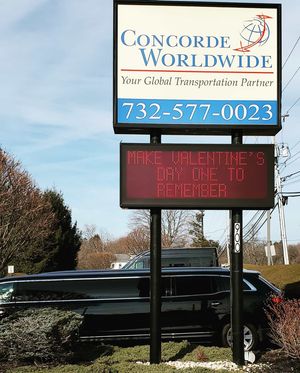 CONCORDE
WORLDWIDE
Your Global Transportation Partner
732-577-0023
MAKE VALENTINE'S
DAY ONE TO
REMEMBER